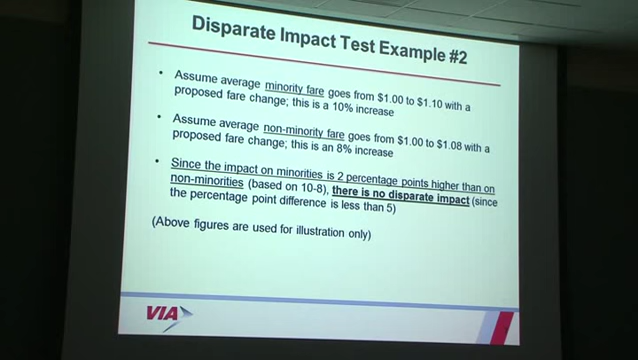 Disparate Impact Test Example #2
• Assume average minority fare goes from $1.00 to $1.10 with a
proposed fare change; this is a 10% increase
• Assume average non-minority fare goes from $1.00 to $1.08 with a
proposed fare change; this is an 8% increase
• Since the impact on minorities is 2 percentage points higher than on
non-minorities (based on 10-8), there is no disparate impact (since
the percentage point difference is less than 5)
(Above figures are used for illustration only)
VIA